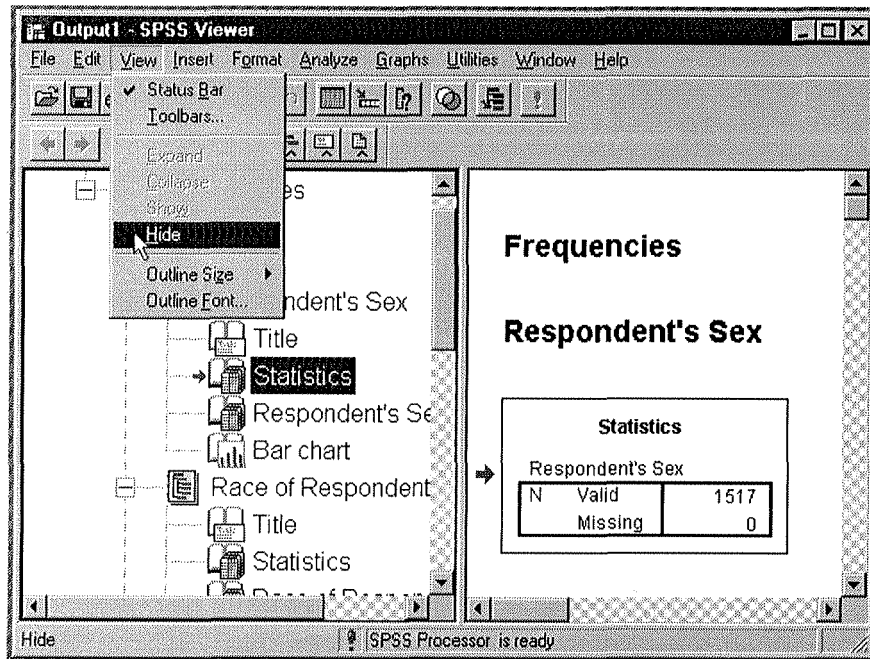 Output1 - SPSS Viewer
File Edit View Insert Format Analyze Graphs Utilities Window Help
Status Bar
Toolbars...
Expand
Collapse
Show
Hide
Outline Size
Outline Font...
es
ndent's Sex
Title
Statistics
Respondent's Se
Bar chart
Race of Respondent
Title
Statistics
Frequencies
Respondent's Sex
Statistics
Respondent's Sex
N Valid 1517
Missing 0
Hide
SPSS Processor is ready